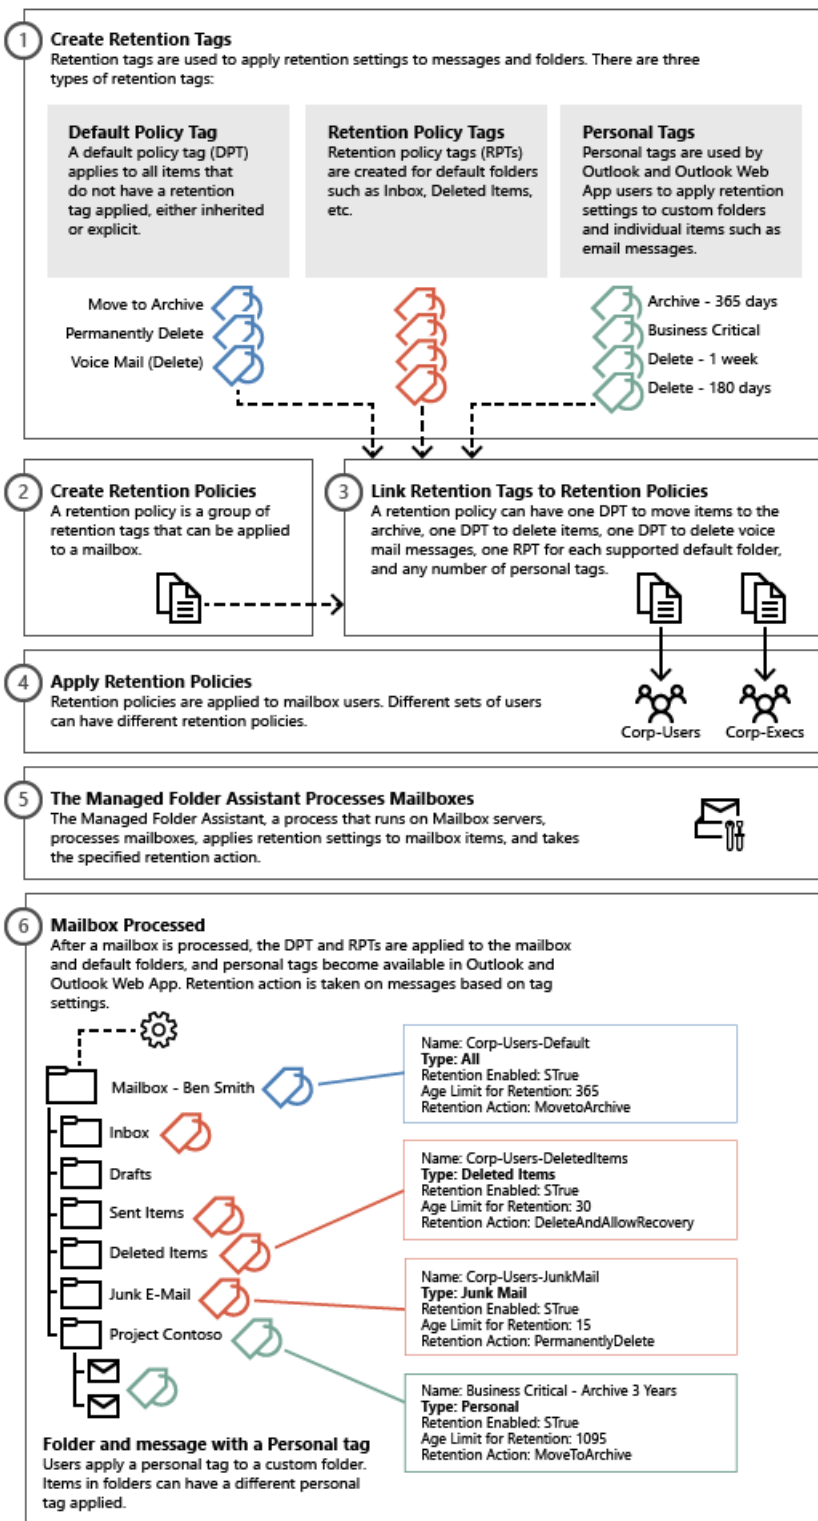 1
Create Retention Tags
Retention tags are used to apply retention settings to messages and folders. There are three
types of retention tags:
Default Policy Tag
A default policy tag (DPT)
applies to all items that
do not have a retention
tag applied, either inherited
or explicit.
Retention Policy Tags
Retention policy tags (RPTs)
are created for default folders
such as Inbox, Deleted Items,
etc.
Personal Tags
Personal tags are used by
Outlook and Outlook Web
App users to apply retention
settings to custom folders
and individual items such as
email messages.
Move to Archive
Permanently Delete
Voice Mail (Delete)
Archive - 365 days
Business Critical
Delete - 1 week
Delete - 180 days
2
Create Retention Policies
A retention policy is a group of
retention tags that can be applied
to a mailbox.
3
Link Retention Tags to Retention Policies
A retention policy can have one DPT to move items to the
archive, one DPT to delete items, one DPT to delete voice
mail messages, one RPT for each supported default folder,
and any number of personal tags.
4
Apply Retention Policies
Retention policies are applied to mailbox users. Different sets of users
can have different retention policies.
Corp-Users
Corp-Execs
5
The Managed Folder Assistant Processes Mailboxes
The Managed Folder Assistant, a process that runs on Mailbox servers,
processes mailboxes, applies retention settings to mailbox items, and takes
the specified retention action.
6
Mailbox Processed
After a mailbox is processed, the DPT and RPTs are applied to the mailbox
and default folders, and personal tags become available in Outlook and
Outlook Web App. Retention action is taken on messages based on tag
settings.
Mailbox - Ben Smith
Inbox
Drafts
Sent Items
Deleted Items
Junk E-Mail
Project Contoso
Name: Corp-Users-Default
Type: All
Retention Enabled: STrue
Age Limit for Retention: 365
Retention Action: MovetoArchive
Name: Corp-Users-DeletedItems
Type: Deleted Items
Retention Enabled: STrue
Age Limit for Retention: 30
Retention Action: DeleteAndAllowRecovery
Name: Corp-Users-JunkMail
Type: Junk Mail
Retention Enabled: STrue
Age Limit for Retention: 15
Retention Action: PermanentlyDelete
Name: Business Critical - Archive 3 Years
Type: Personal
Retention Enabled: STrue
Age Limit for Retention: 1095
Retention Action: MoveToArchive
Folder and message with a Personal tag
Users apply a personal tag to a custom folder.
Items in folders can have a different personal
tag applied.